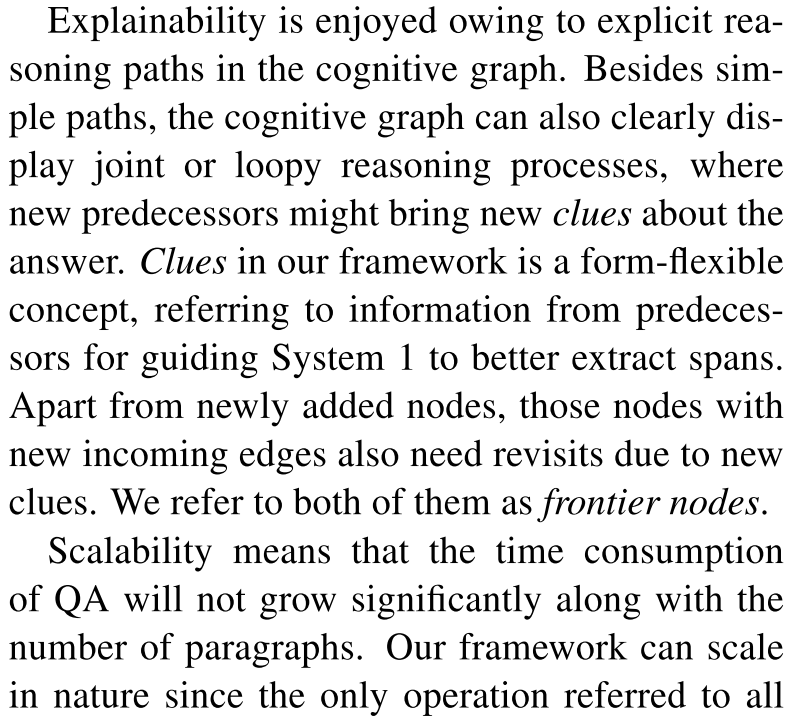 Explainability is enjoyed owing to explicit rea-
soning paths in the cognitive graph. Besides sim-
ple paths, the cognitive graph can also clearly dis-
play joint or loopy reasoning processes, where
new predecessors might bring new clues about the
answer. Clues in our framework is a form-flexible
concept, referring to information from predeces-
sors for guiding System 1 to better extract spans.
Apart from newly added nodes, those nodes with
new incoming edges also need revisits due to new
clues. We refer to both of them as frontier nodes.
Scalability means that the time consumption
of QA will not grow significantly along with the
number of paragraphs. Our framework can scale
in nature since the only operation referred to all